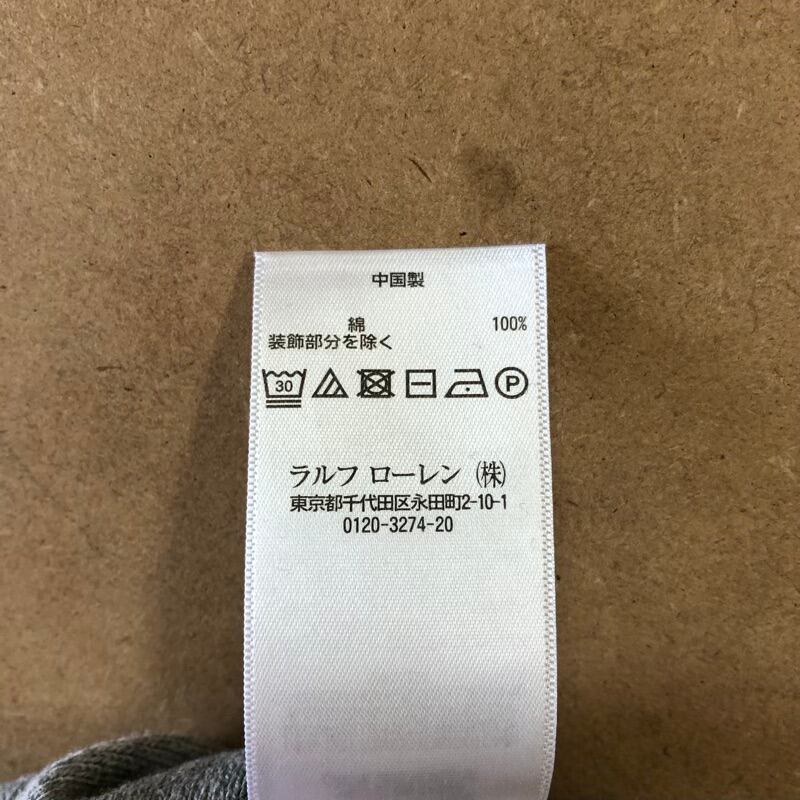 中国製
綿 100%
装飾部分を除く
30 P
ラルフ ローレン (株)
東京都千代田区永田町2-10-1
0120-3274-20